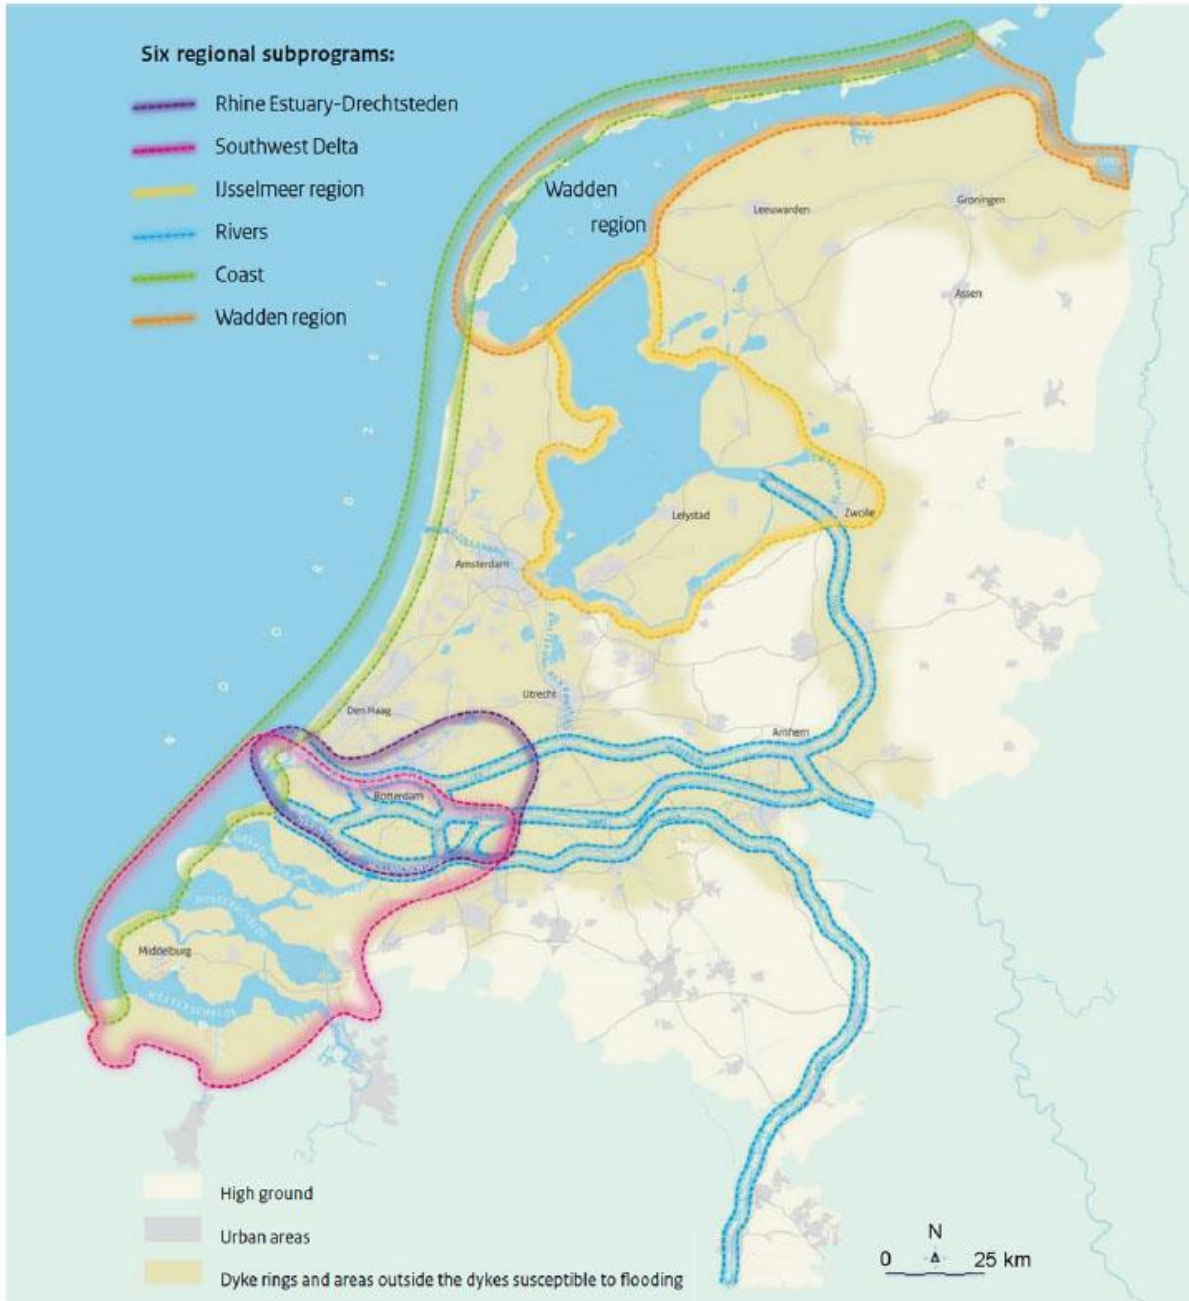 Six regional subprograms:
Rhine Estuary-Drechtsteden
Southwest Delta
IJsselmeer region
Rivers
Coast
Wadden region
Wadden
region
Leeuwarden
Groningen
Assen
Lelystad
Zwolle
Amsterdam
Utrecht
Den Haag
Arnhem
Rotterdam
Middelburg
WESTERSCHELDE
N O O R D Z E E
High ground
Urban areas
Dyke rings and areas outside the dykes susceptible to flooding
N
0 25 km